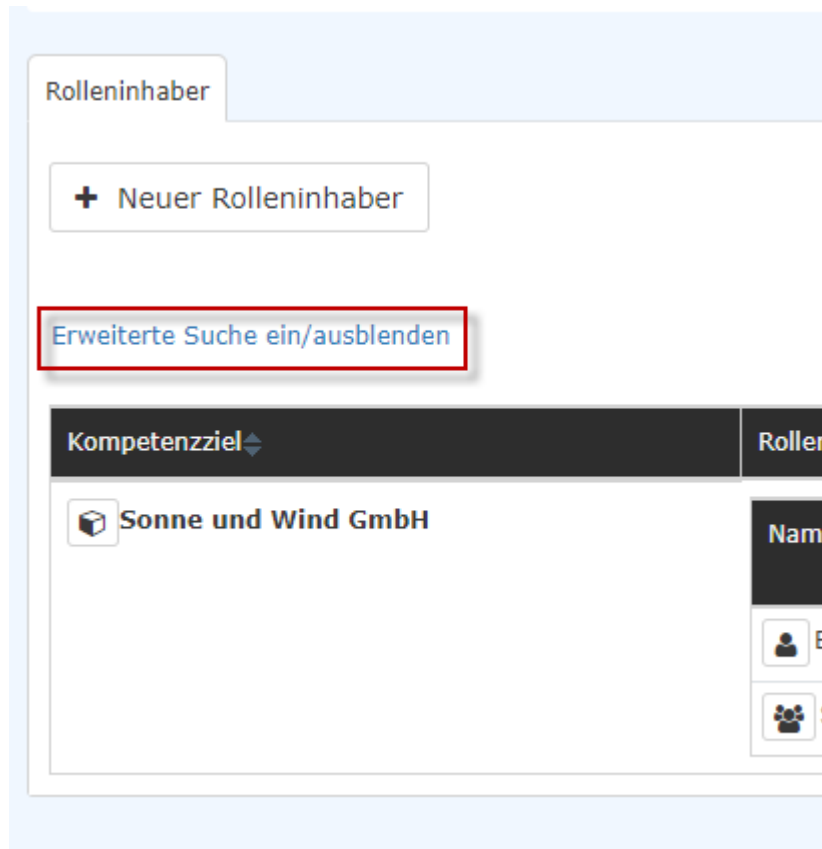 Rolleninhaber
+ Neuer Rolleninhaber
Erweiterte Suche ein/ausblenden
Kompetenzziel
Sonne und Wind GmbH